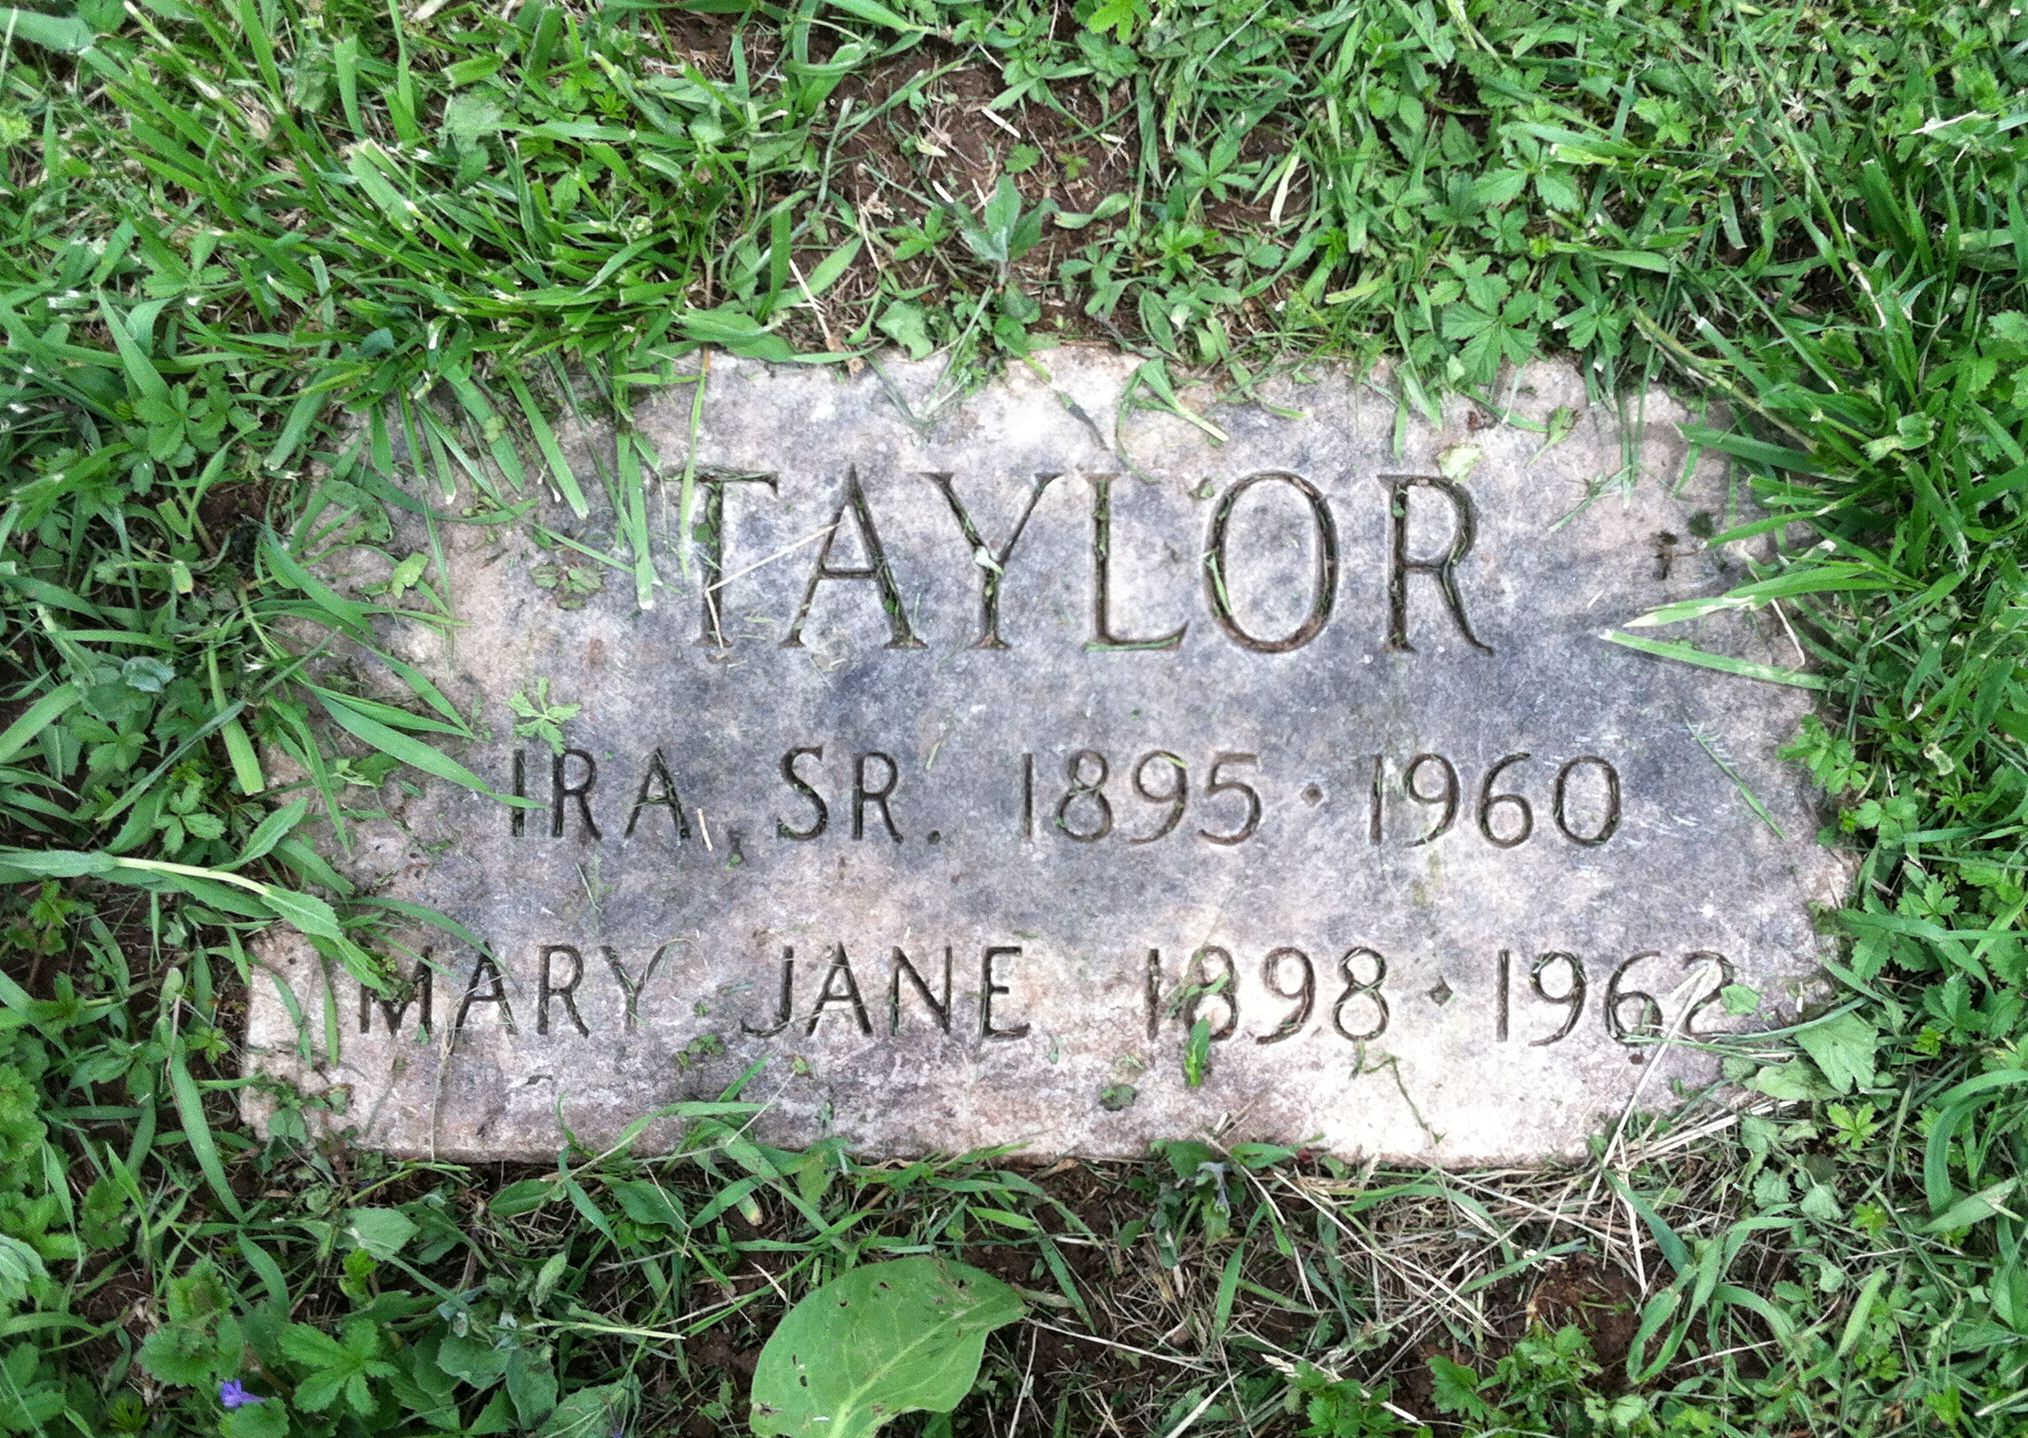 TAYLOR
IRA, SR. 1895 · 1960
MARY JANE 1898 · 1962